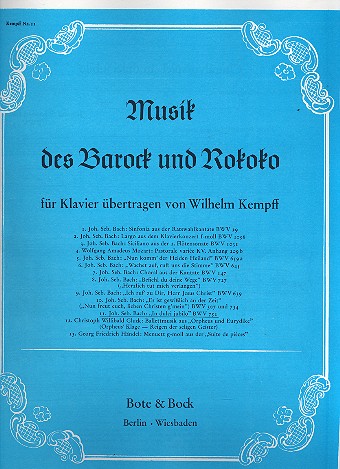 Kempff Nr. 11
Musik
des Barock und Rokoko
für Klavier übertragen von Wilhelm Kempff
1. Joh. Seb. Bach: Sinfonia aus der Ratswahlkantate BWV 29
2. Joh. Seb. Bach: Largo aus dem Klavierkonzert f-moll BWV 1056
3. Joh. Seb. Bach: Siciliano aus der 2. Flötensonate BWV 1031
4. Wolfgang Amadeus Mozart: Pastorale variée KV. Anhang 209 b
5. Joh. Seb. Bach: „Nun komm' der Heiden Heiland" BWV 659a
6. Joh. Seb. Bach: „Wachet auf, ruft uns die Stimme" BWV 645
7. Joh. Seb. Bach: Choral aus der Kantate BWV 147
8. Joh. Seb. Bach: „Befiehl du deine Wege" BWV 727
(„Herzlich tut mich verlangen")
9. Joh. Seb. Bach: „Ich ruf' zu Dir, Herr Jesus Christ" BWV 639
10. Joh. Seb. Bach: „Es ist gewißlich an der Zeit"
(„Nun freut euch, lieben Christen g'mein") BWV 307 und 734
11. Joh. Seb. Bach: „In dulci jubilo" BWV 751
12. Christoph Willibald Gluck: Ballettmusik aus „Orpheus und Eurydike"
(Orpheus' Klage — Reigen der seligen Geister)
13. Georg Friedrich Händel: Menuett g-moll aus der „Suite de pièces"
Bote & Bock
Berlin · Wiesbaden